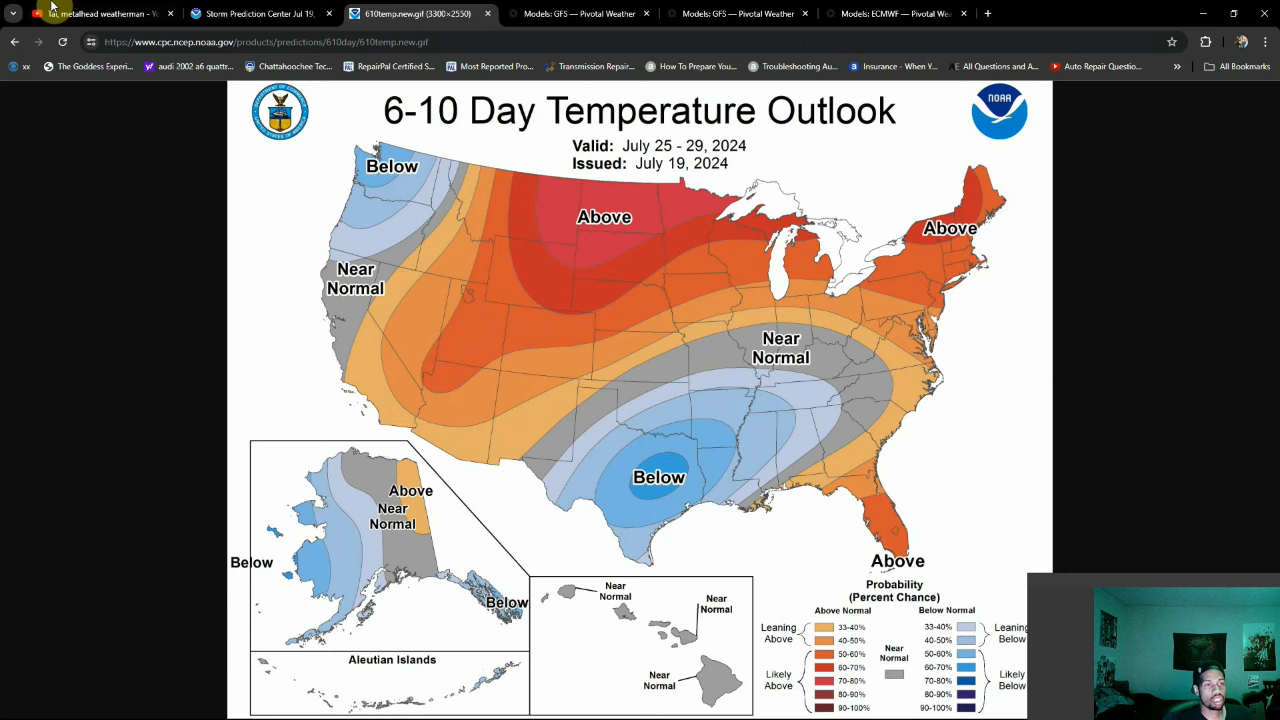 Tai, metalhead weatherman - Yo
Storm Prediction Center Jul 19,
610temp.new.gif (3300×2550)
Models: GFS — Pivotal Weather
Models: GFS — Pivotal Weather
Models: ECMWF — Pivotal Wea
https://www.cpc.ncep.noaa.gov/products/predictions/610day/610temp.new.gif
xx
The Goddess Experi...
audi 2002 a6 quattr...
Chattahoochee Tec...
RepairPal Certified S...
Most Reported Pro...
Transmission Repair...
How To Prepare You...
Troubleshooting Au...
Insurance - When Y...
All Questions and A...
Auto Repair Questio...
All Bookmarks
6-10 Day Temperature Outlook
NOAA
Valid: July 25 - 29, 2024
Issued: July 19, 2024
Below
Above
Above
Near
Normal
Near
Normal
Below
Above
Above
Near
Normal
Below
Below
Aleutian Islands
Near
Normal
Near
Normal
Near
Normal
Probability
(Percent Chance)
Above Normal
Below Normal
Leaning
Above
33-40%
40-50%
Likely
Above
50-60%
60-70%
70-80%
80-90%
90-100%
Near
Normal
33-40%
40-50%
Leaning
Below
50-60%
60-70%
70-80%
80-90%
90-100%
Likely
Below